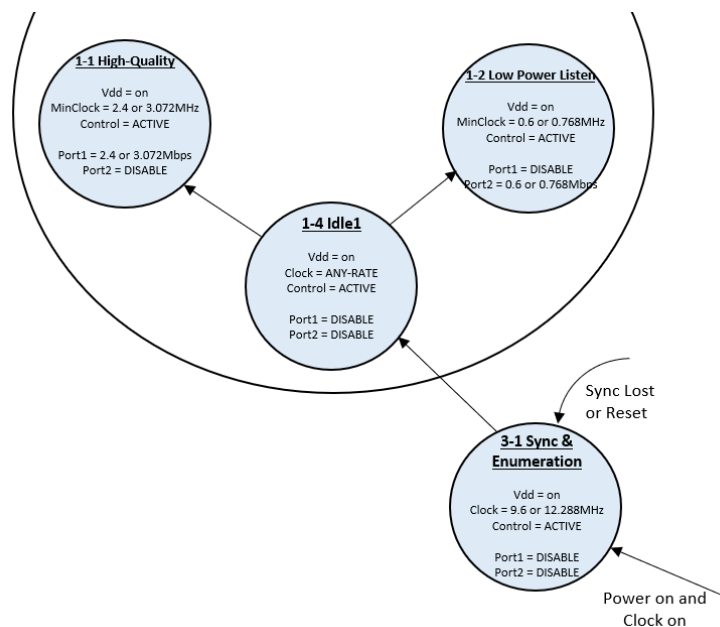 1-1 High-Quality
Vdd = on
MinClock = 2.4 or 3.072MHz
Control = ACTIVE
Port1 = 2.4 or 3.072Mbps
Port2 = DISABLE
1-2 Low Power Listen
Vdd = on
MinClock = 0.6 or 0.768MHz
Control = ACTIVE
Port1 = DISABLE
Port2 = 0.6 or 0.768Mbps
1-4 Idle1
Vdd = on
Clock = ANY-RATE
Control = ACTIVE
Port1 = DISABLE
Port2 = DISABLE
Sync Lost
or Reset
3-1 Sync &
Enumeration
Vdd = on
Clock = 9.6 or 12.288MHz
Control = ACTIVE
Port1 = DISABLE
Port2 = DISABLE
Power on and
Clock on